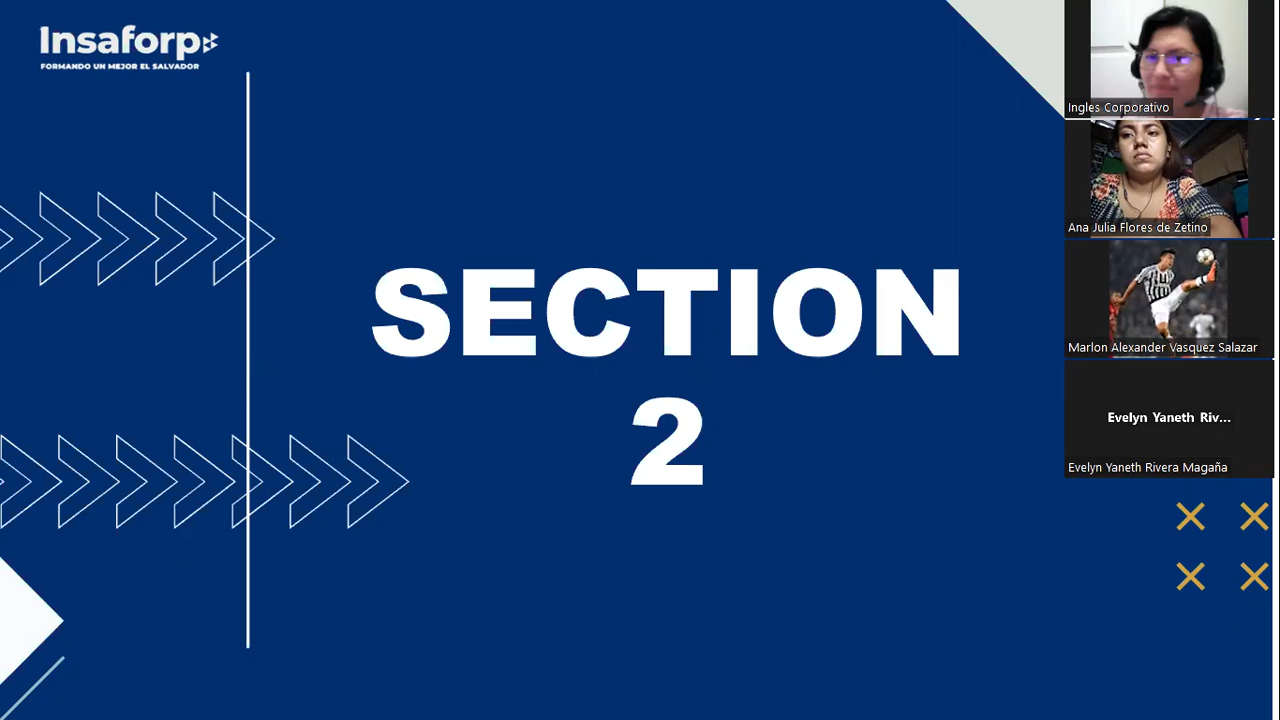 Insaforp
FORMANDO UN MEJOR EL SALVADOR
SECTION
2
Ingles Corporativo
Ana Julia Flores de Zetino
Marlon Alexander Vasquez Salazar
Evelyn Yaneth Riv...
Evelyn Yaneth Rivera Magaña